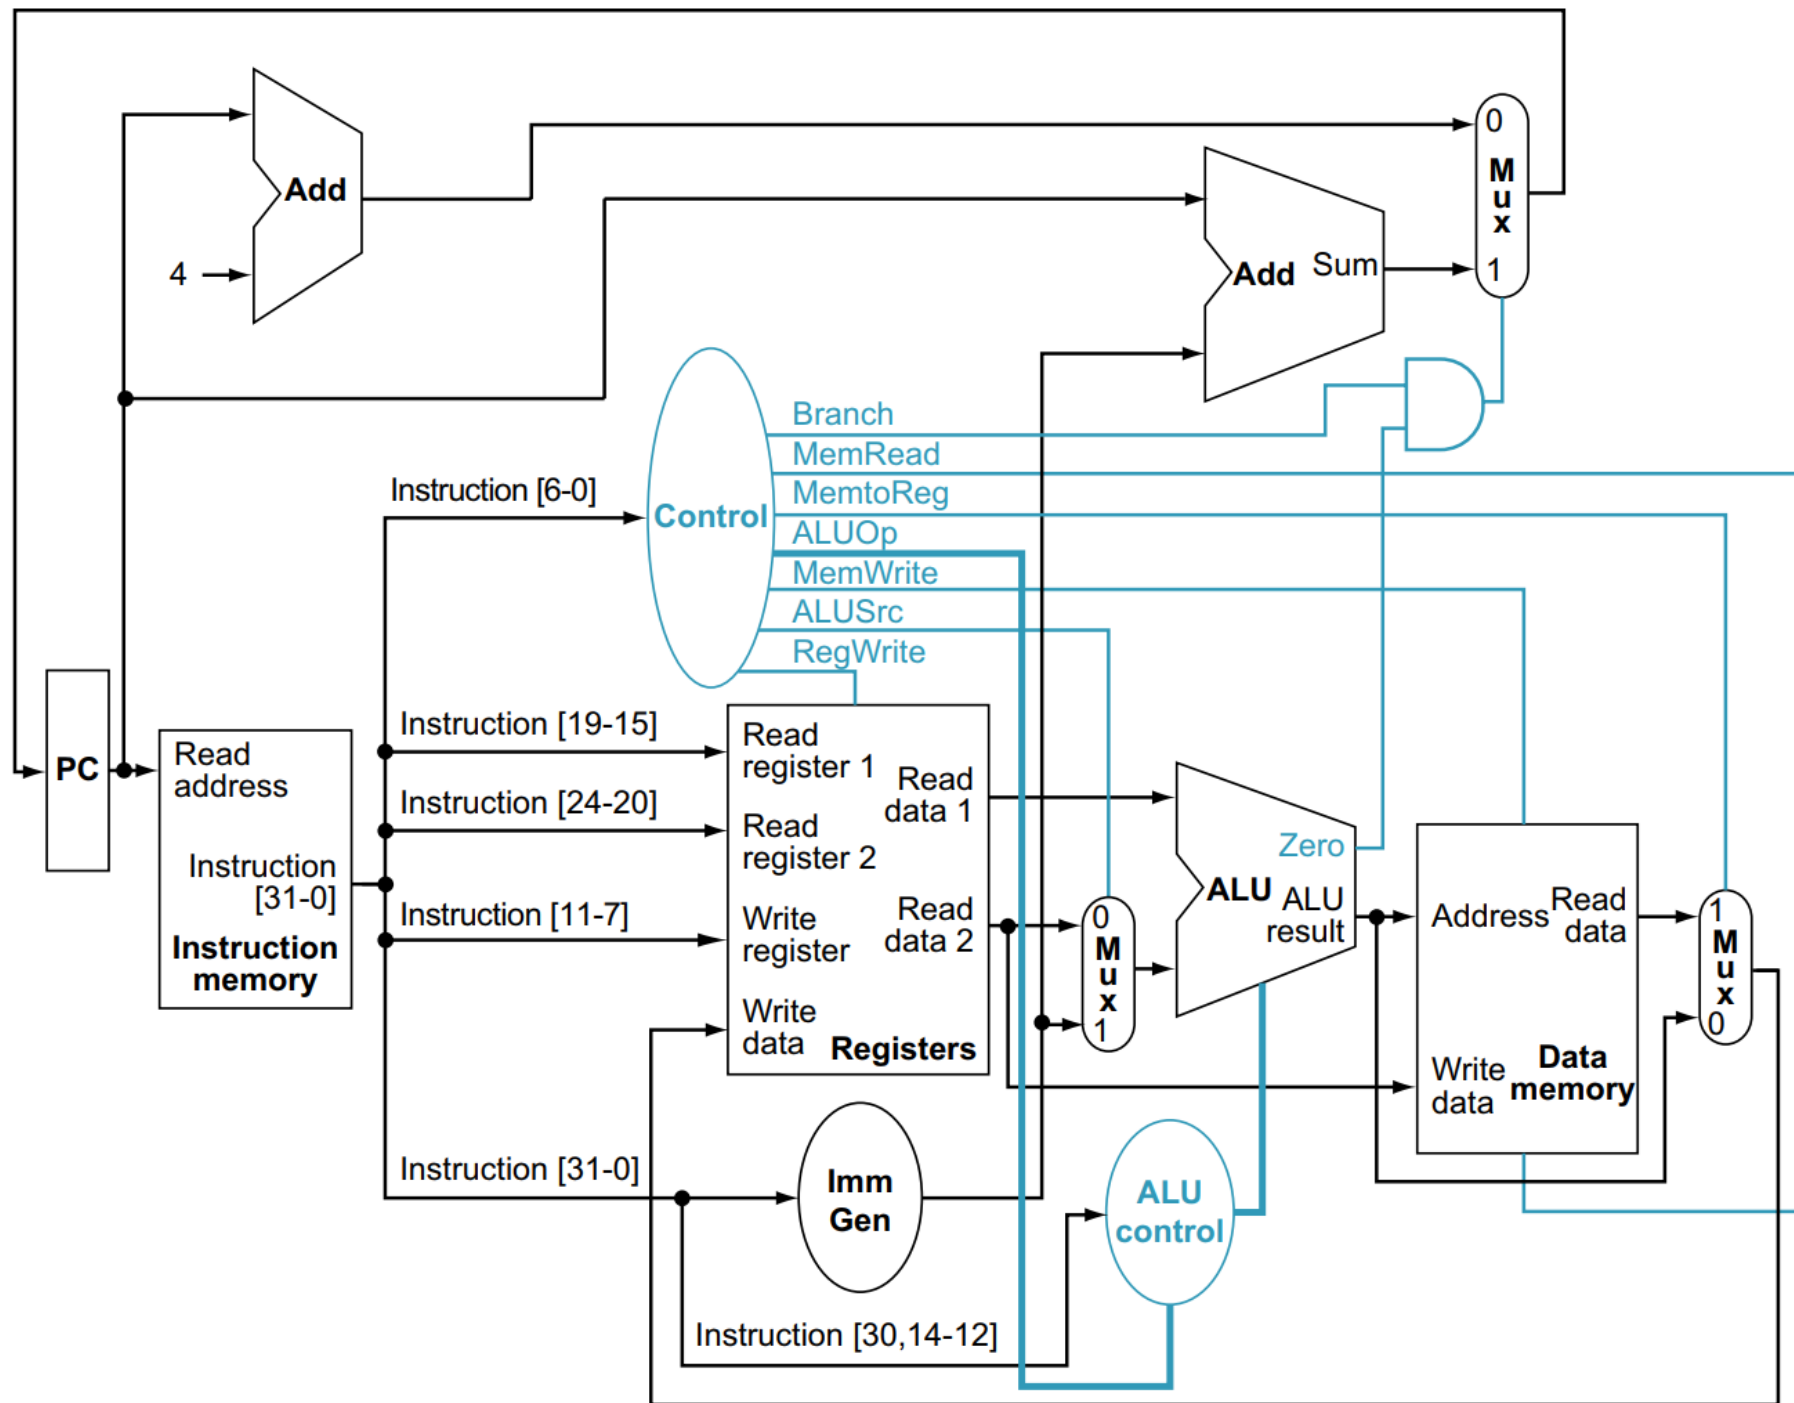 Add
4
0
M
u
x
1
Add Sum
Branch
MemRead
MemtoReg
ALUOp
MemWrite
ALUSrc
RegWrite
Control
Instruction [6-0]
PC
Read
address
Instruction
[31-0]
Instruction
memory
Instruction [19-15]
Instruction [24-20]
Instruction [11-7]
Instruction [31-0]
Read
register 1
Read
register 2
Write
register
Write
data
Read
data 1
Read
data 2
Registers
0
M
u
x
1
Zero
ALU
ALU
result
Address
Read
data
Write
data
Data
memory
1
M
u
x
0
Imm
Gen
ALU
control
Instruction [30,14-12]